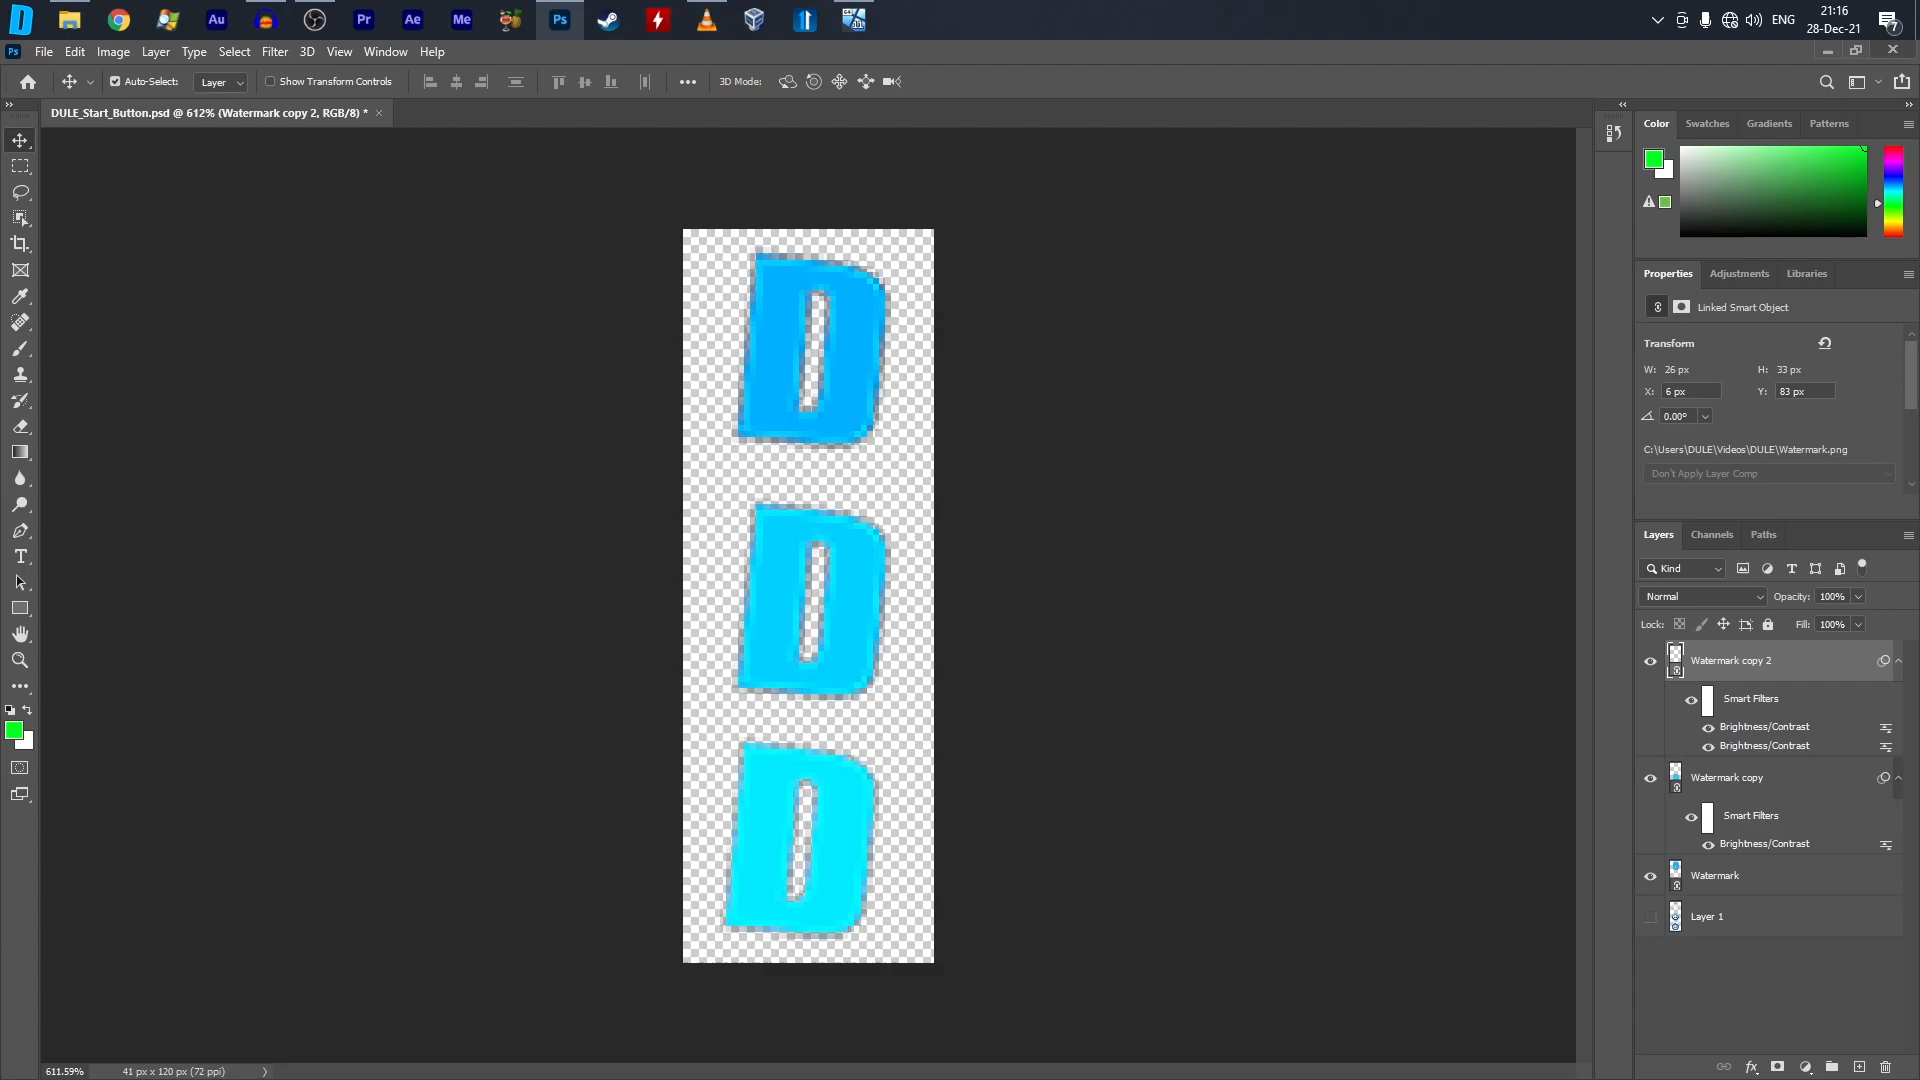 D Au Pr Ae Me Ps ENG 21:16
28-Dec-21 7
Ps File Edit Image Layer Type Select Filter 3D View Window Help
Auto-Select: Layer Show Transform Controls 3D Mode:
DULE_Start_Button.psd @ 612% (Watermark copy 2, RGB/8) * ×
Color Swatches Gradients Patterns
Properties Adjustments Libraries
Linked Smart Object
Transform
W: 26 px H: 33 px
X: 6 px Y: 83 px
0.00°
C:\Users\DULE\Videos\DULE\Watermark.png
Don't Apply Layer Comp
Layers Channels Paths
Kind
Normal Opacity: 100%
Lock: Fill: 100%
Watermark copy 2
Smart Filters
Brightness/Contrast
Brightness/Contrast
Watermark copy
Smart Filters
Brightness/Contrast
Watermark
Layer 1
D
D
D
611.59% 41 px x 120 px (72 ppi)